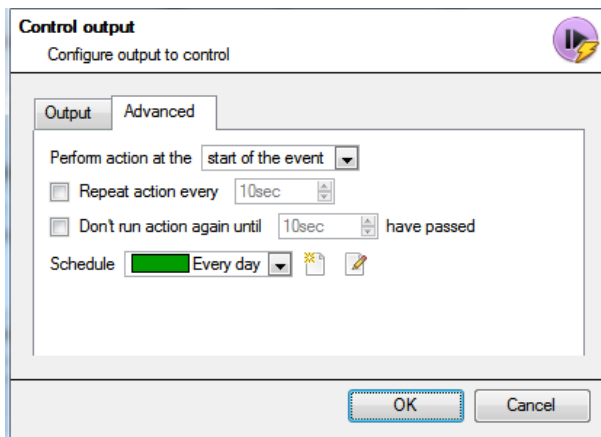 Control output
Configure output to control
Output Advanced
Perform action at the start of the event
Repeat action every 10sec
Don't run action again until 10sec have passed
Schedule Every day
OK Cancel